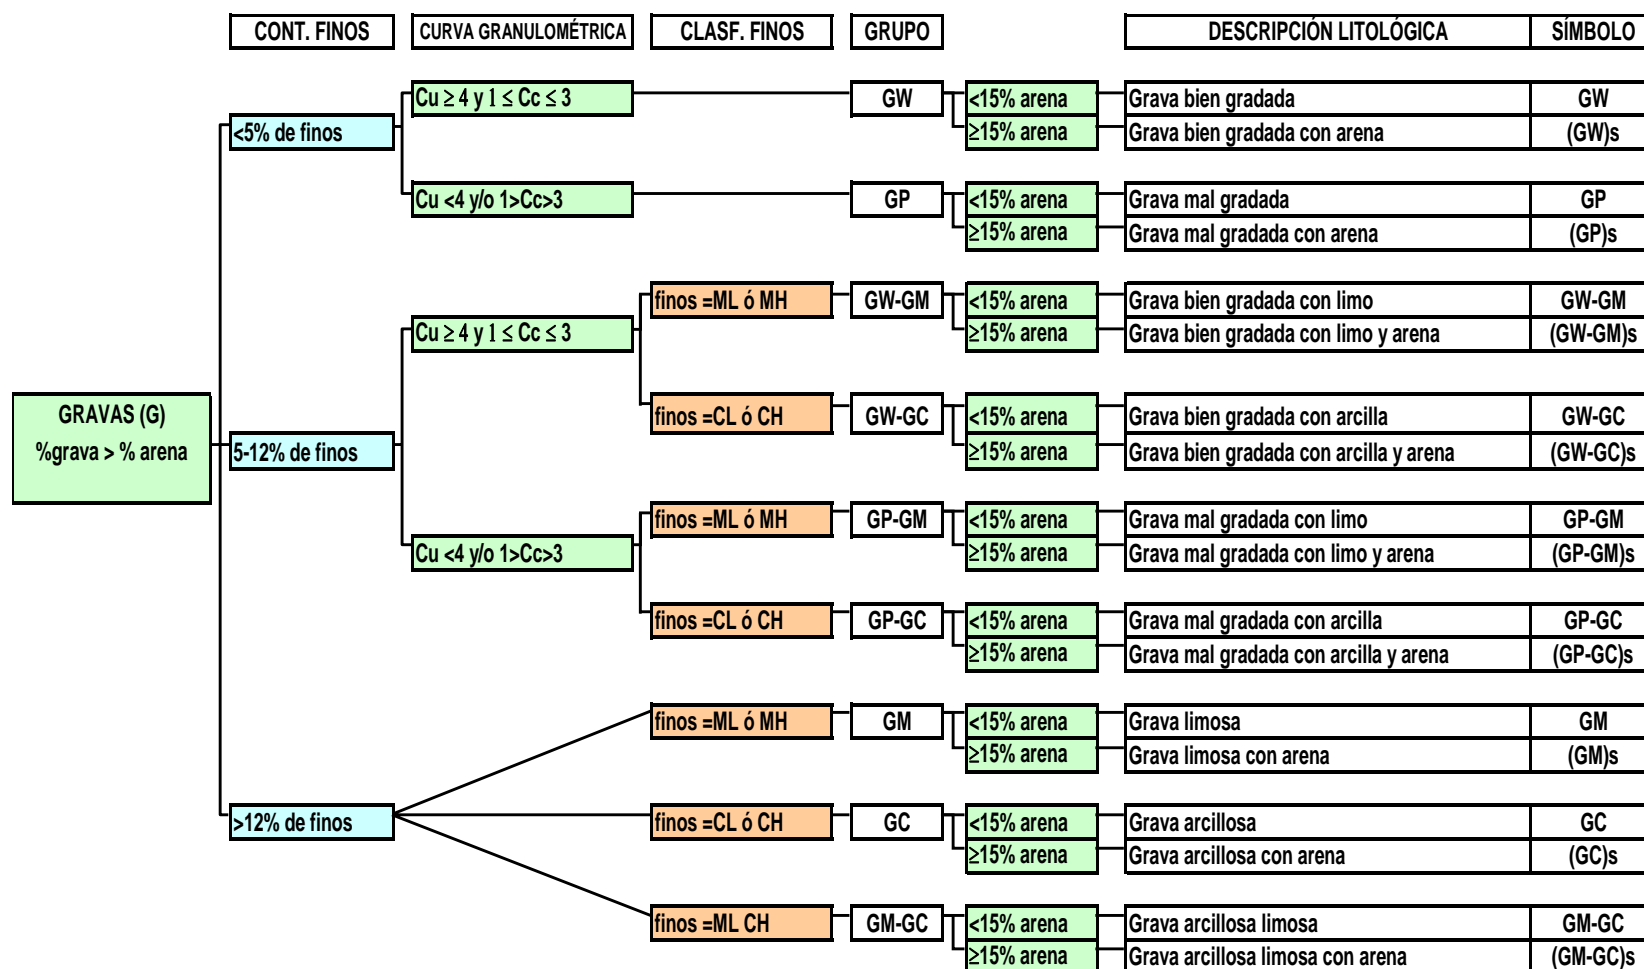 CONT. FINOS CURVA GRANULOMÉTRICA CLASF. FINOS GRUPO DESCRIPCIÓN LITOLÓGICA SÍMBOLO
Cu ≥ 4 y 1 ≤ Cc ≤ 3 GW <15% arena Grava bien gradada GW
<5% de finos ≥15% arena Grava bien gradada con arena (GW)s
Cu <4 y/o 1>Cc>3 GP <15% arena Grava mal gradada GP
≥15% arena Grava mal gradada con arena (GP)s
finos =ML ó MH GW-GM <15% arena Grava bien gradada con limo GW-GM
Cu ≥ 4 y 1 ≤ Cc ≤ 3 ≥15% arena Grava bien gradada con limo y arena (GW-GM)s
GRAVAS (G) finos =CL ó CH GW-GC <15% arena Grava bien gradada con arcilla GW-GC
%grava > % arena 5-12% de finos ≥15% arena Grava bien gradada con arcilla y arena (GW-GC)s
finos =ML ó MH GP-GM <15% arena Grava mal gradada con limo GP-GM
Cu <4 y/o 1>Cc>3 ≥15% arena Grava mal gradada con limo y arena (GP-GM)s
finos =CL ó CH GP-GC <15% arena Grava mal gradada con arcilla GP-GC
≥15% arena Grava mal gradada con arcilla y arena (GP-GC)s
finos =ML ó MH GM <15% arena Grava limosa GM
≥15% arena Grava limosa con arena (GM)s
>12% de finos finos =CL ó CH GC <15% arena Grava arcillosa GC
≥15% arena Grava arcillosa con arena (GC)s
finos =ML CH GM-GC <15% arena Grava arcillosa limosa GM-GC
≥15% arena Grava arcillosa limosa con arena (GM-GC)s